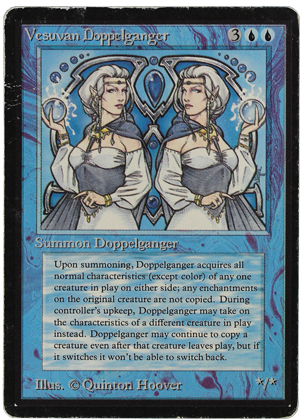 Vesuvan Doppelganger 3
Summon Doppelganger
Upon summoning, Doppelganger acquires all
normal characteristics (except color) of any one
creature in play on either side; any enchantments
on the original creature are not copied. During
controller's upkeep, Doppelganger may take on
the characteristics of a different creature in play
instead. Doppelganger may continue to copy a
creature even after that creature leaves play, but if
it switches it won't be able to switch back.
Illus. © Quinton Hoover */*